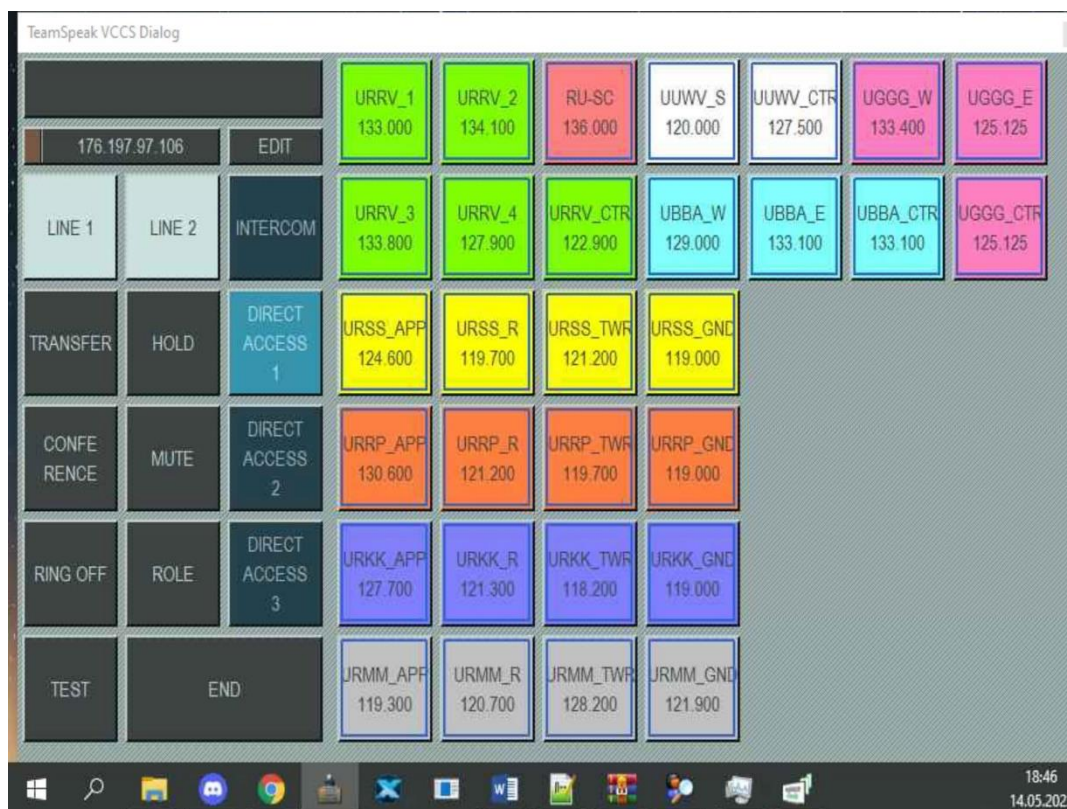 TeamSpeak VCCS Dialog
URRV_1 URRV_2 RU-SC UUWV_S UUWV_CTR UGGG_W UGGG_E
133.000 134.100 136.000 120.000 127.500 133.400 125.125
176.197.97.106 EDIT
LINE 1 LINE 2 INTERCOM
URRV_3 URRV_4 URRV_CTR UBBA_W UBBA_E UBBA_CTR UGGG_CTR
133.800 127.900 122.900 129.000 133.100 133.100 125.125
TRANSFER HOLD DIRECT
ACCESS
1
URSS_APP URSS_R URSS_TWR URSS_GND
124.600 119.700 121.200 119.000
CONFE
RENCE
MUTE DIRECT
ACCESS
2
URRP_APP URRP_R URRP_TWR URRP_GND
130.600 121.200 119.700 119.000
RING OFF ROLE DIRECT
ACCESS
3
URKK_APP URKK_R URKK_TWR URKK_GND
127.700 121.300 118.200 119.000
TEST END
URMM_APP URMM_R URMM_TWR URMM_GND
119.300 120.700 128.200 121.900
18:46
14.05.202